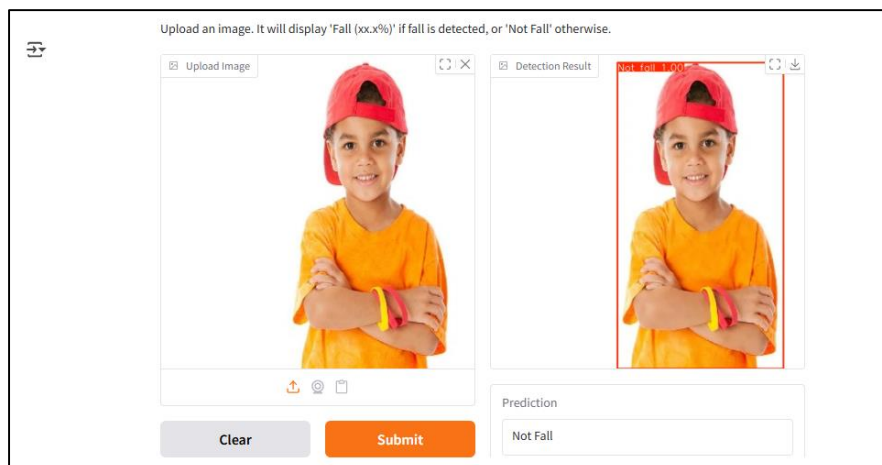 Upload an image. It will display 'Fall (xx.x%)' if fall is detected, or 'Not Fall' otherwise.
Upload Image
Detection Result
Not fall 1.00
Prediction
Not Fall
Clear
Submit